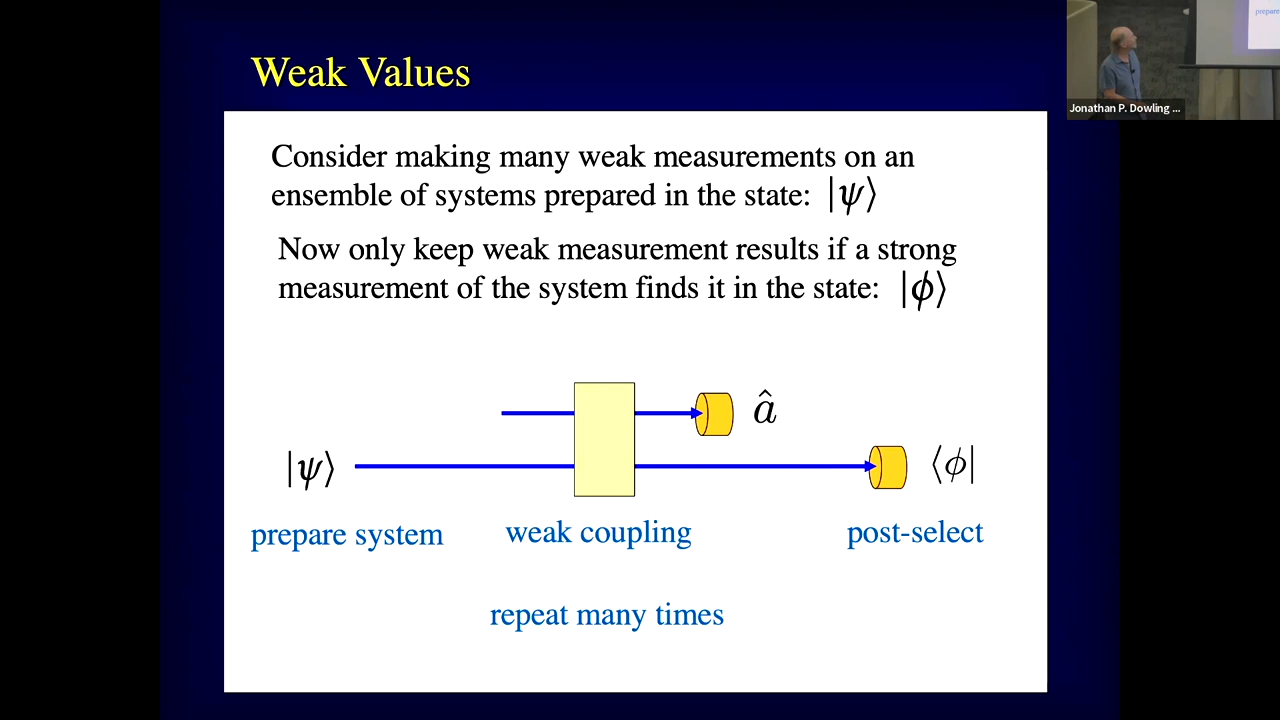 Weak Values
Consider making many weak measurements on an
ensemble of systems prepared in the state: |ψ⟩
Now only keep weak measurement results if a strong
measurement of the system finds it in the state: |ϕ⟩
â
|ψ⟩
⟨ϕ|
prepare system
weak coupling
post-select
repeat many times
prepare
Jonathan P. Dowling ...